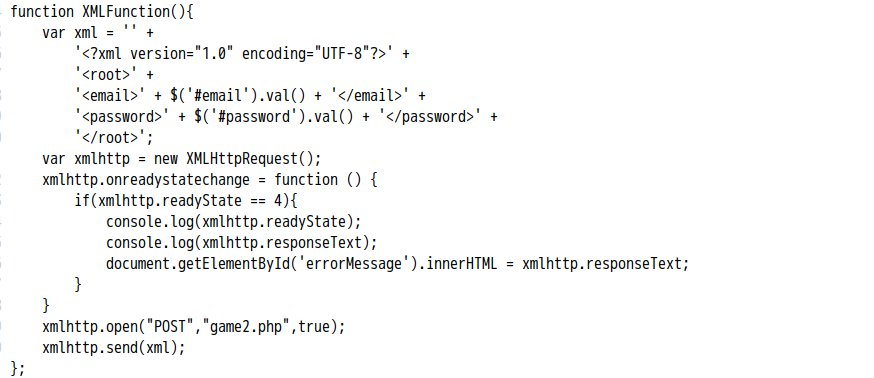 function XMLFunction(){
    var xml = '' +
        '<?xml version="1.0" encoding="UTF-8"?>' +
        '<root>' +
        '<email>' + $('#email').val() + '</email>' +
        '<password>' + $('#password').val() + '</password>' +
        '</root>';
    var xmlhttp = new XMLHttpRequest();
    xmlhttp.onreadystatechange = function () {
        if(xmlhttp.readyState == 4){
            console.log(xmlhttp.readyState);
            console.log(xmlhttp.responseText);
            document.getElementById('errorMessage').innerHTML = xmlhttp.responseText;
        }
    }
    xmlhttp.open("POST","game2.php",true);
    xmlhttp.send(xml);
};